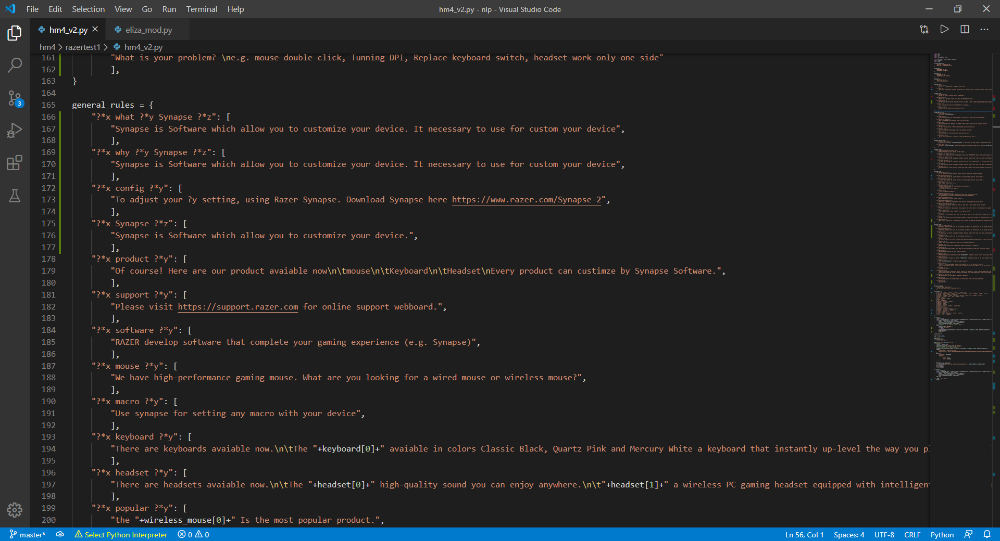 File Edit Selection View Go Run Terminal Help
hm4_v2.py - nlp - Visual Studio Code
hm4_v2.py
eliza_mod.py
hm4 > razertest1 > hm4_v2.py
161 "What is your problem? \ne.g. mouse double click, Tunning DPI, Replace keyboard switch, headset work only one side"
162 ],
163 }
164
165 general_rules = {
166 "?*x what ?*y Synapse ?*z": [
167 "Synapse is Software which allow you to customize your device. It necessary to use for custom your device",
168 ],
169 "?*x why ?*y Synapse ?*z": [
170 "Synapse is Software which allow you to customize your device. It necessary to use for custom your device",
171 ],
172 "?*x config ?*y": [
173 "To adjust your ?y setting, using Razer Synapse. Download Synapse here https://www.razer.com/Synapse-2",
174 ],
175 "?*x Synapse ?*z": [
176 "Synapse is Software which allow you to customize your device.",
177 ],
178 "?*x product ?*y": [
179 "Of course! Here are our product avaiable now\n\tmouse\n\tKeyboard\n\tHeadset\nEvery product can custimze by Synapse Software.",
180 ],
181 "?*x support ?*y": [
182 "Please visit https://support.razer.com for online support webboard.",
183 ],
184 "?*x software ?*y": [
185 "RAZER develop software that complete your gaming experience (e.g. Synapse)",
186 ],
187 "?*x mouse ?*y": [
188 "We have high-performance gaming mouse. What are you looking for a wired mouse or wireless mouse?",
189 ],
190 "?*x macro ?*y": [
191 "Use synapse for setting any macro with your device",
192 ],
193 "?*x keyboard ?*y": [
194 "There are keyboards avaiable now.\n\tThe "+keyboard[0]+" avaiable in colors Classic Black, Quartz Pink and Mercury White a keyboard that instantly up-level the way you pl
195 ],
196 "?*x headset ?*y": [
197 "There are headsets avaiable now.\n\tThe "+headset[0]+" high-quality sound you can enjoy anywhere.\n\t"+headset[1]+" a wireless PC gaming headset equipped with intelligent
198 ],
199 "?*x popular ?*y": [
200 "the "+wireless_mouse[0]+" Is the most popular product.",
3
master* Select Python Interpreter 0 0 Ln 56, Col 1 Spaces: 4 UTF-8 CRLF Python